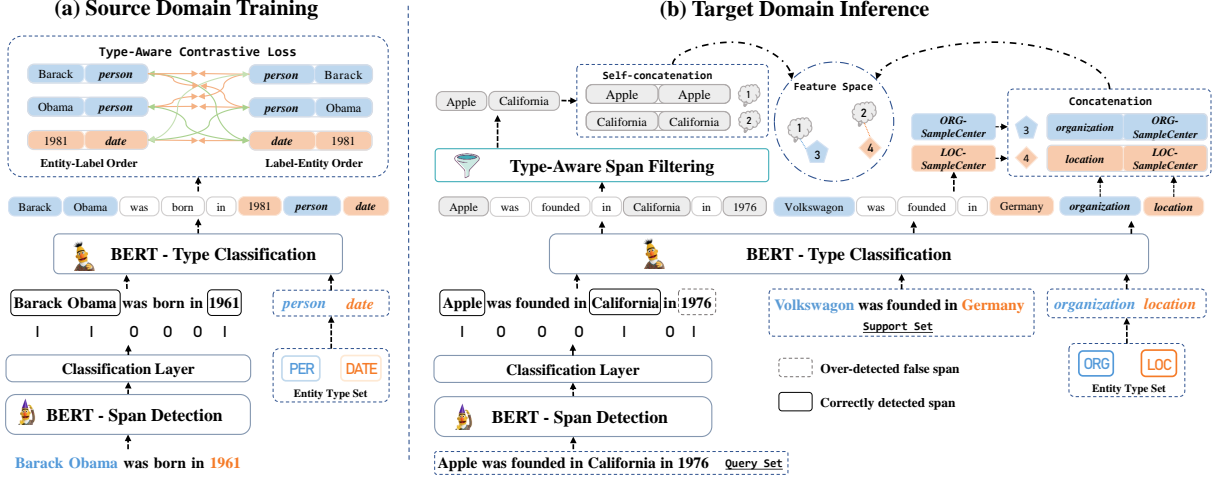 (a) Source Domain Training
Type-Aware Contrastive Loss
Barack person person Barack
Obama person person Obama
1981 date date 1981
Entity-Label Order Label-Entity Order
Barack Obama was born in 1981 person date
BERT - Type Classification
Barack Obama was born in 1961
person date
I I O O O I
Classification Layer
PER DATE
Entity Type Set
BERT - Span Detection
Barack Obama was born in 1961
(b) Target Domain Inference
Self-concatenation
Apple Apple
California California
1
2
Apple California
Feature Space
1
2
3
4
Concatenation
ORG-SampleCenter
LOC-SampleCenter
3
4
organization ORG-SampleCenter
location LOC-SampleCenter
Type-Aware Span Filtering
Apple was founded in California in 1976
Volkswagon was founded in Germany organization location
BERT - Type Classification
Apple was founded in California in 1976
I O O O I O I
Volkswagon was founded in Germany
Support Set
organization location
ORG LOC
Entity Type Set
Classification Layer
Over-detected false span
Correctly detected span
BERT - Span Detection
Apple was founded in California in 1976 Query Set